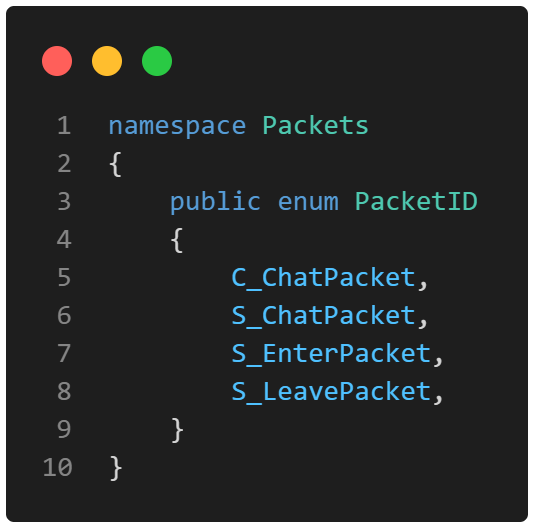 1 namespace Packets
2 {
3     public enum PacketID
4     {
5         C_ChatPacket,
6         S_ChatPacket,
7         S_EnterPacket,
8         S_LeavePacket,
9     }
10 }